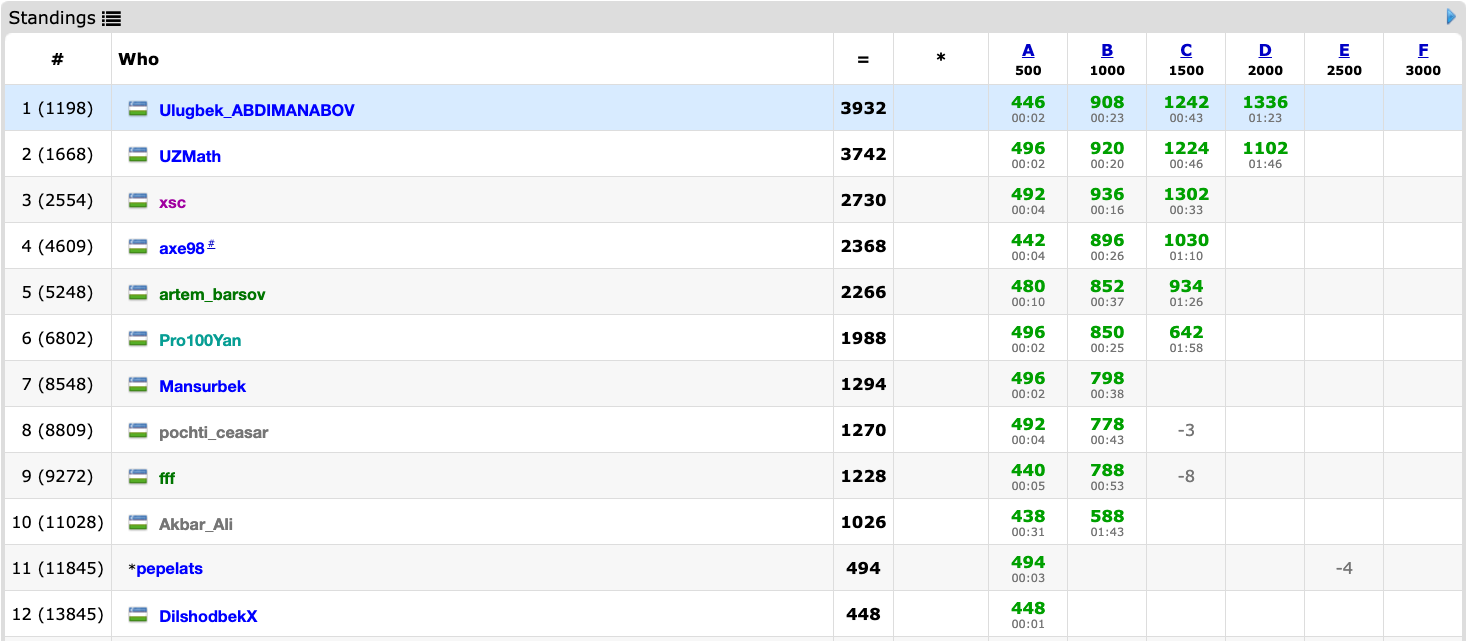 Standings
# Who = * A B C D E F
500 1000 1500 2000 2500 3000
1 (1198) Ulugbek_ABDIMANABOV 3932 446 908 1242 1336
00:02 00:23 00:43 01:23
2 (1668) UZMath 3742 496 920 1224 1102
00:02 00:20 00:46 01:46
3 (2554) xsc 2730 492 936 1302
00:04 00:16 00:33
4 (4609) axe98 # 2368 442 896 1030
00:04 00:26 01:10
5 (5248) artem_barsov 2266 480 852 934
00:10 00:37 01:26
6 (6802) Pro100Yan 1988 496 850 642
00:02 00:25 01:58
7 (8548) Mansurbek 1294 496 798
00:02 00:38
8 (8809) pochti_ceasar 1270 492 778 -3
00:04 00:43
9 (9272) fff 1228 440 788 -8
00:05 00:53
10 (11028) Akbar_Ali 1026 438 588
00:31 01:43
11 (11845) *pepelats 494 494 -4
00:03
12 (13845) DilshodbekX 448 448
00:01